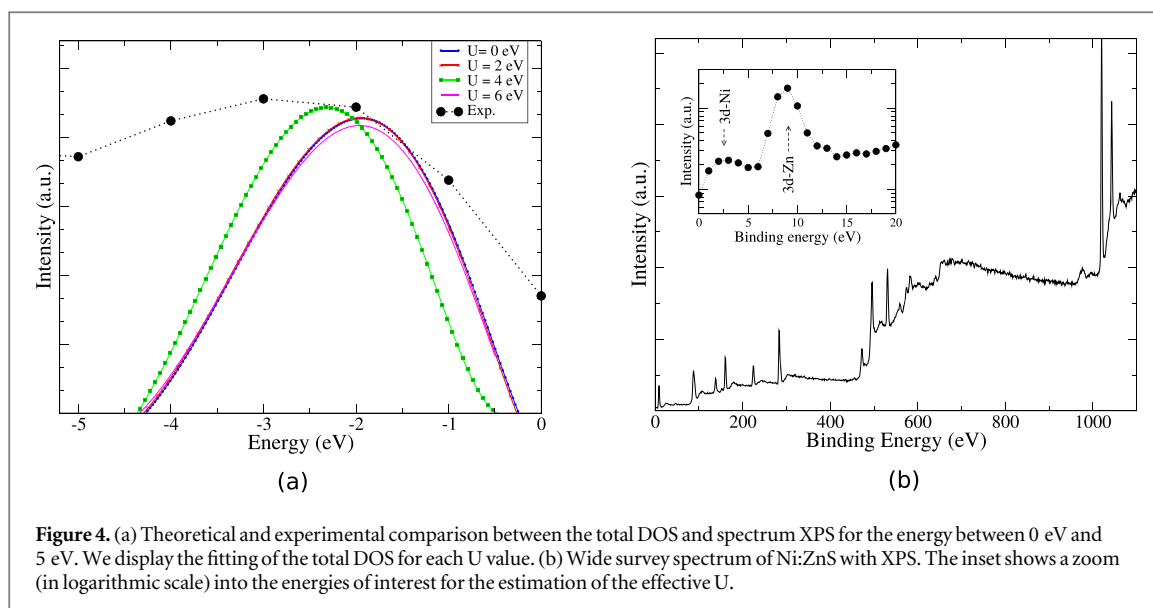 U= 0 eV
U = 2 eV
U = 4 eV
U = 6 eV
Exp.
Intensity (a.u.)
-5 -4 -3 -2 -1 0
Energy (eV)
(a)
3d-Ni
3d-Zn
Intensity (a.u.)
0 5 10 15 20
Binding energy (eV)
Intensity (a.u.)
0 200 400 600 800 1000
Binding Energy (eV)
(b)
Figure 4. (a) Theoretical and experimental comparison between the total DOS and spectrum XPS for the energy between 0 eV and
5 eV. We display the fitting of the total DOS for each U value. (b) Wide survey spectrum of Ni:ZnS with XPS. The inset shows a zoom
(in logarithmic scale) into the energies of interest for the estimation of the effective U.